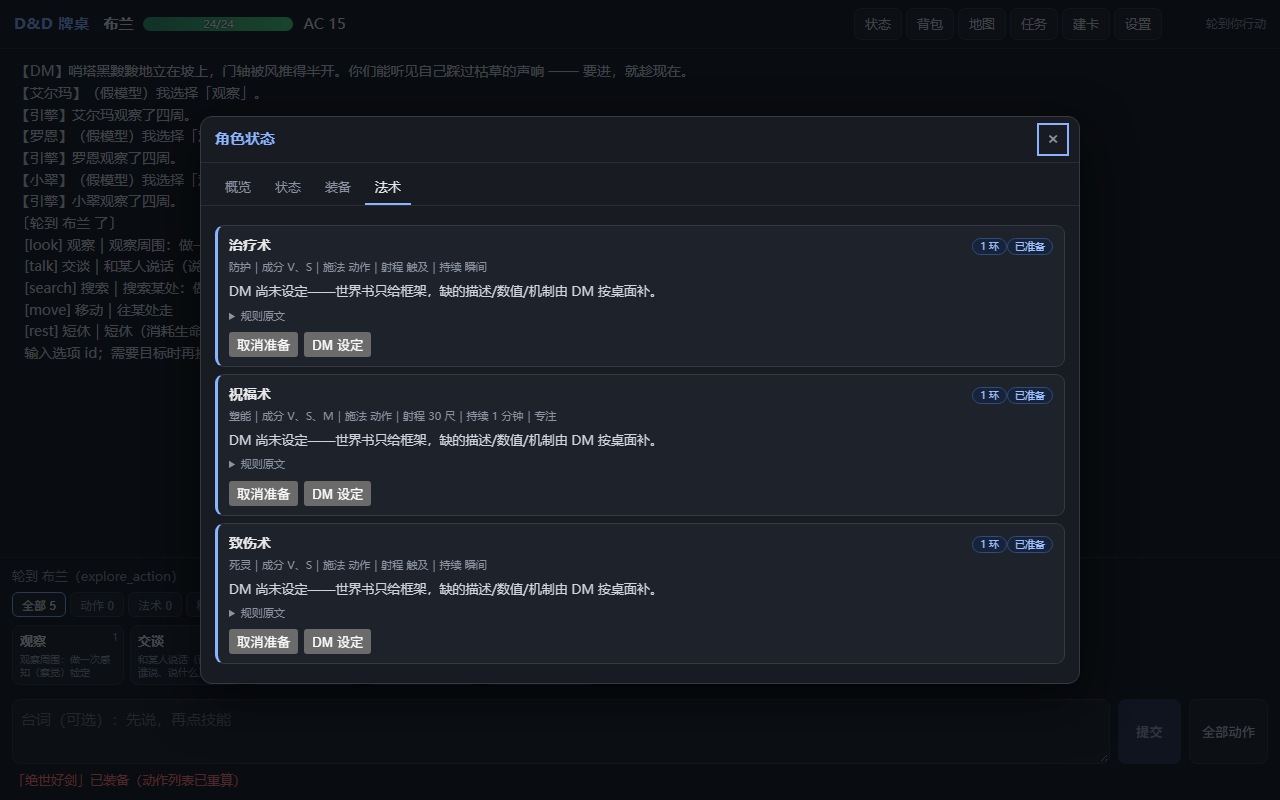 D&D 牌桌 布兰 24/24 AC 15 状态 背包 地图 任务 建卡 设置 轮到你行动
【DM】哨塔黑黢黢地立在坡上，门轴被风推得半开。你们能听见自己踩过枯草的声响 —— 要进，就趁现在。
【艾尔玛】（假模型）我选择「观察」。
【引擎】艾尔玛观察了四周。
【罗恩】（假模型）我选择「
【引擎】罗恩观察了四周。
【小翠】（假模型）我选择「
【引擎】小翠观察了四周。
〔轮到 布兰 了〕
[look] 观察 | 观察周围：做一
[talk] 交谈 | 和某人说话（说
[search] 搜索 | 搜索某处：做
[move] 移动 | 往某处走
[rest] 短休 | 短休（消耗生命
输入选项 id；需要目标时再
角色状态 ×
概览 状态 装备 法术
治疗术 1 环 已准备
防护 | 成分 V、S | 施法 动作 | 射程 触及 | 持续 瞬间
DM 尚未设定——世界书只给框架，缺的描述/数值/机制由 DM 按桌面补。
▶ 规则原文
取消准备 DM 设定
祝福术 1 环 已准备
塑能 | 成分 V、S、M | 施法 动作 | 射程 30 尺 | 持续 1 分钟 | 专注
DM 尚未设定——世界书只给框架，缺的描述/数值/机制由 DM 按桌面补。
▶ 规则原文
取消准备 DM 设定
致伤术 1 环 已准备
死灵 | 成分 V、S | 施法 动作 | 射程 触及 | 持续 瞬间
DM 尚未设定——世界书只给框架，缺的描述/数值/机制由 DM 按桌面补。
▶ 规则原文
取消准备 DM 设定
轮到 布兰（explore_action）
全部 5 动作 0 法术 0
观察 1 交谈
观察周围：做一次感 和某人说话（
知（察觉）检定 谁说、说什么
台词（可选）：先说，再点技能
提交 全部动作
「绝世好剑」已装备（动作列表已重算）